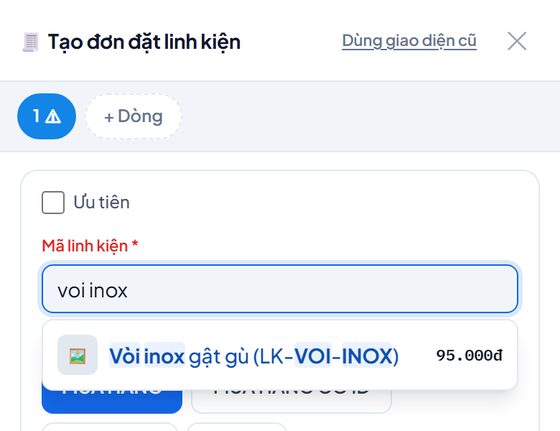 Tạo đơn đặt linh kiện
Dùng giao diện cũ
1
+ Dòng
Ưu tiên
Mã linh kiện *
voi inox
Vòi inox gật gù (LK-VOI-INOX)
95.000đ